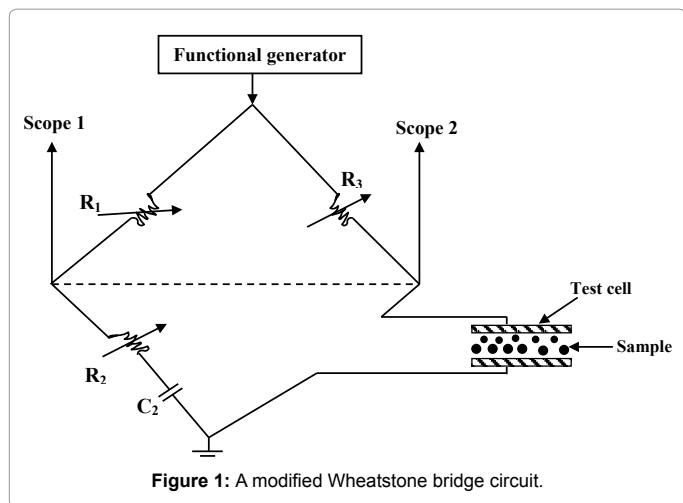 Functional generator
Scope 1
Scope 2
R1
R3
Test cell
Sample
R2
C2
Figure 1: A modified Wheatstone bridge circuit.